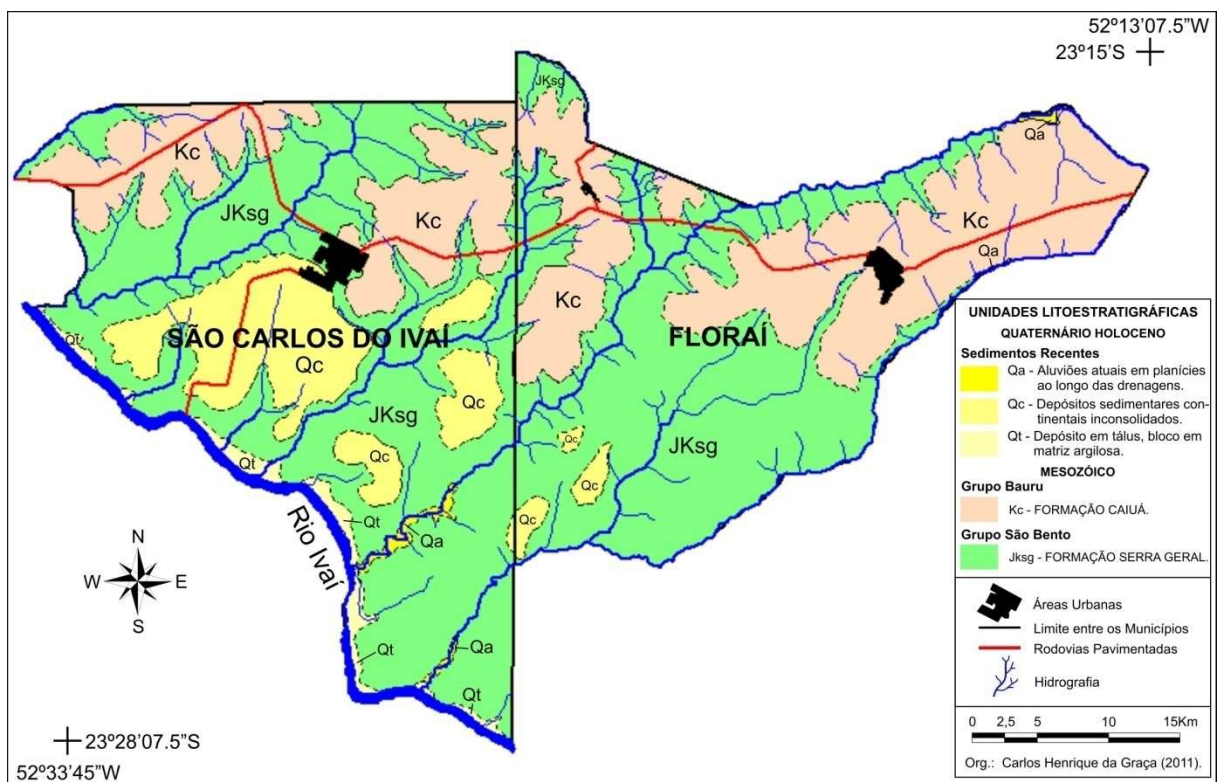 52º13'07.5"W
23º15'S
JKsg
Qa
Kc
JKsg
Kc
Kc
Qa
Kc
SÃO CARLOS DO IVAÍ
FLORAÍ
Qt
Qc
JKsg
Qc
JKsg
Qc
Qc
Qt
Qc
Qc
Rio Ivaí
Qt
Qa
Qa
Qt
Qt
N
W
E
S
23º28'07.5"S
52º33'45"W
UNIDADES LITOESTRATIGRÁFICAS
QUATERNÁRIO HOLOCENO
Sedimentos Recentes
Qa - Aluviões atuais em planícies
ao longo das drenagens.
Qc - Depósitos sedimentares con-
tinentais inconsolidados.
Qt - Depósito em tálus, bloco em
matriz argilosa.
MESOZÓICO
Grupo Bauru
Kc - FORMAÇÃO CAIUÁ.
Grupo São Bento
Jksg - FORMAÇÃO SERRA GERAL.
Áreas Urbanas
Limite entre os Municípios
Rodovias Pavimentadas
Hidrografia
0 2,5 5 10 15Km
Org.: Carlos Henrique da Graça (2011).